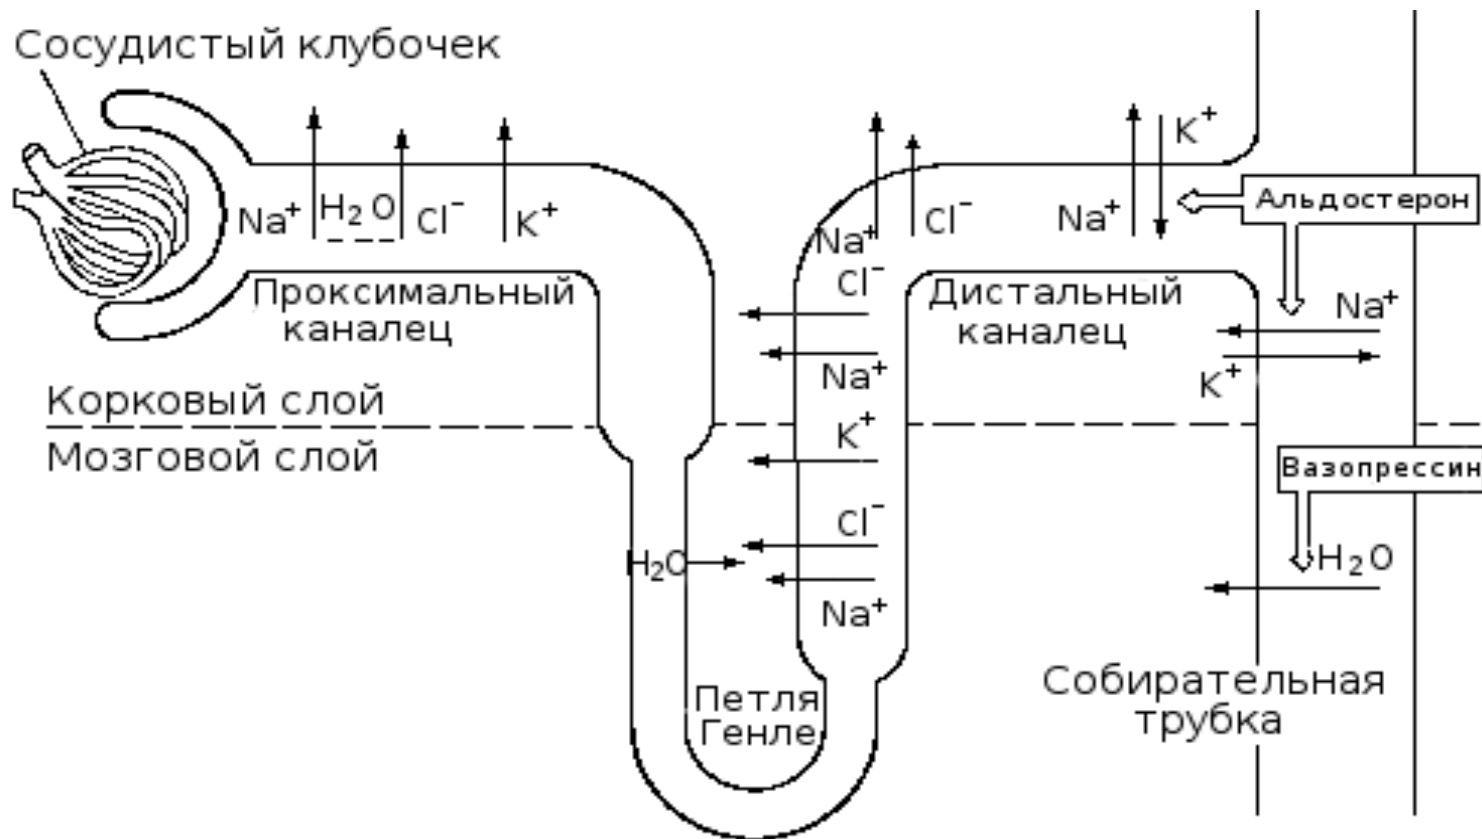 Сосудистый клубочек
K⁺
Na⁺
H₂O
Cl⁻
K⁺
Na⁺
Cl⁻
Na⁺
Альдостерон
Проксимальный
каналец
Cl⁻
Na⁺
Дистальный
каналец
Na⁺
K⁺
Корковый слой
Мозговой слой
K⁺
Вазопрессин
Cl⁻
H₂O
Na⁺
H₂O
Петля
Генле
Собирательная
трубка